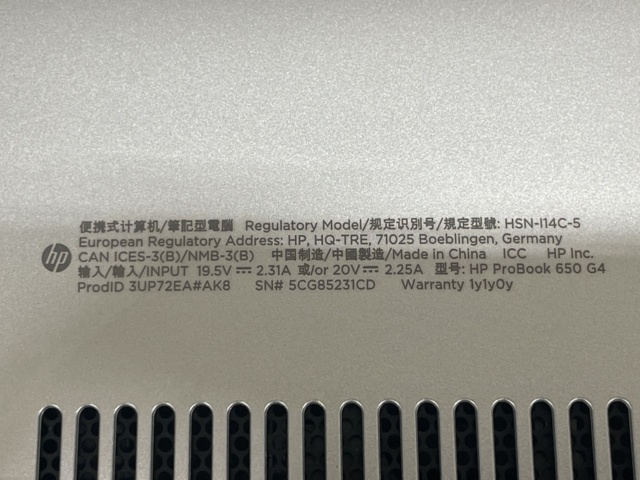 便携式计算机/筆記型電腦 Regulatory Model/规定识别号/規定型號: HSN-I14C-5
European Regulatory Address: HP, HQ-TRE, 71025 Boeblingen, Germany
hp CAN ICES-3(B)/NMB-3(B) 中国制造/中國製造/Made in China ICC HP Inc.
输入/輸入/INPUT 19.5V⎓2.31A 或/or 20V⎓2.25A 型号: HP ProBook 650 G4
ProdID 3UP72EA#AK8 SN# 5CG85231CD Warranty 1y1y0y